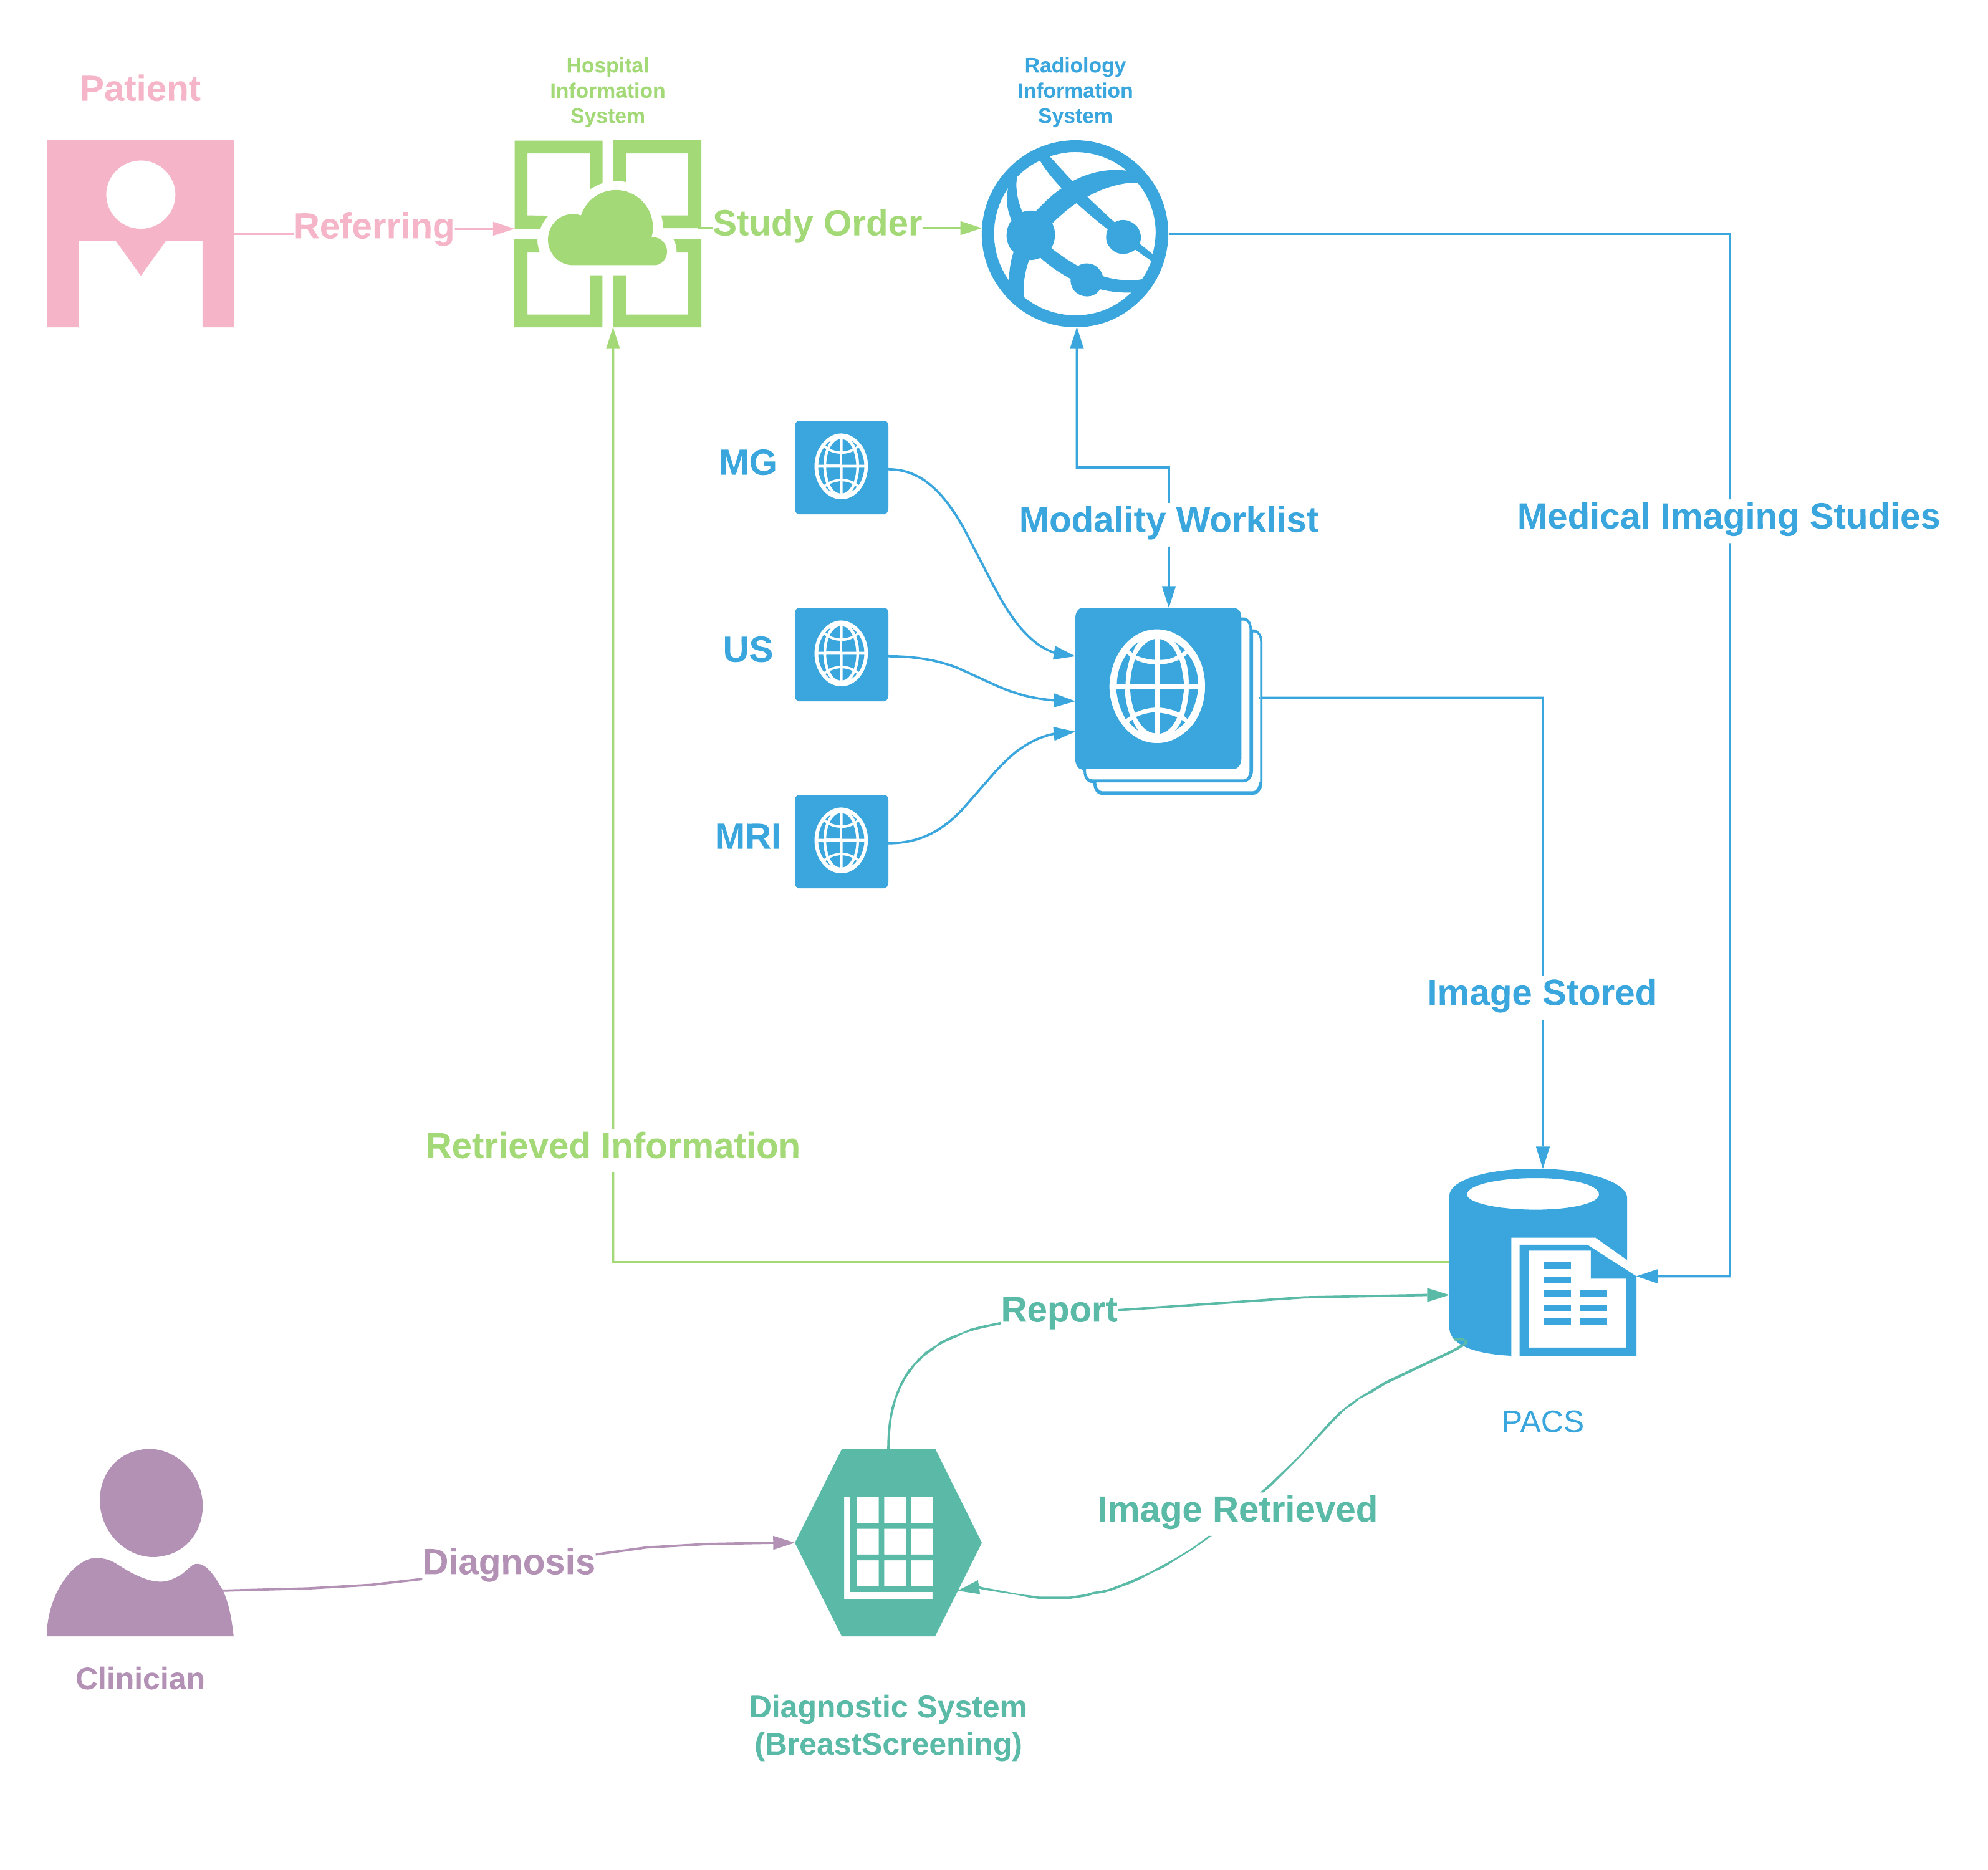 Patient
Hospital
Information
System
Radiology
Information
System
Referring
Study Order
MG
Modality Worklist
Medical Imaging Studies
US
MRI
Image Stored
Retrieved Information
Report
PACS
Image Retrieved
Diagnosis
Clinician
Diagnostic System
(BreastScreening)